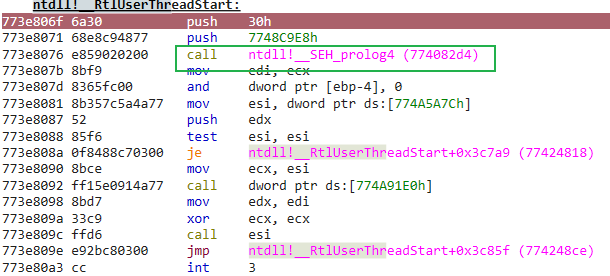 ntdll!__RtlUserThreadStart:
773e806f 6a30 push 30h
773e8071 68e8c94877 push 7748C9E8h
773e8076 e859020200 call ntdll!__SEH_prolog4 (774082d4)
773e807b 8bf9 mov edi, ecx
773e807d 8365fc00 and dword ptr [ebp-4], 0
773e8081 8b357c5a4a77 mov esi, dword ptr ds:[774A5A7Ch]
773e8087 52 push edx
773e8088 85f6 test esi, esi
773e808a 0f8488c70300 je ntdll!__RtlUserThreadStart+0x3c7a9 (77424818)
773e8090 8bce mov ecx, esi
773e8092 ff15e0914a77 call dword ptr ds:[774A91E0h]
773e8098 8bd7 mov edx, edi
773e809a 33c9 xor ecx, ecx
773e809c ffd6 call esi
773e809e e92bc80300 jmp ntdll!__RtlUserThreadStart+0x3c85f (774248ce)
773e80a3 cc int 3